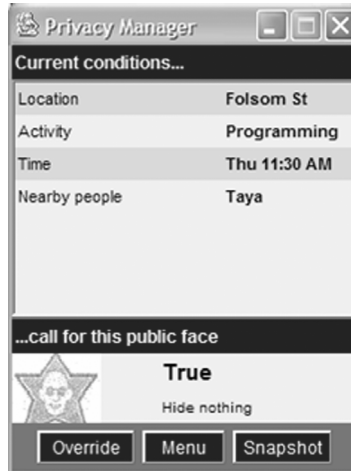 Privacy Manager
Current conditions...
Location Folsom St
Activity Programming
Time Thu 11:30 AM
Nearby people Taya
...call for this public face
True
Hide nothing
Override Menu Snapshot